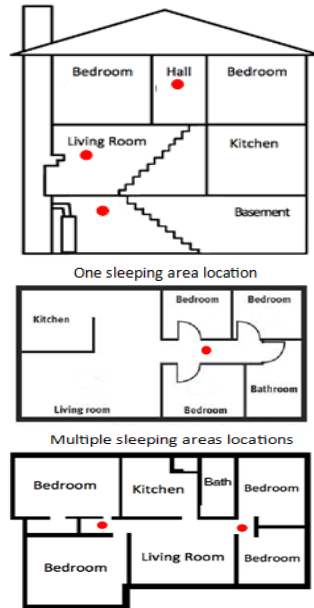 Bedroom Hall Bedroom
Living Room Kitchen
Basement
One sleeping area location
Bedroom Bedroom
Kitchen
Bathroom
Living room Bedroom
Multiple sleeping areas locations
Bedroom Kitchen Bath Bedroom
Living Room Bedroom
Bedroom